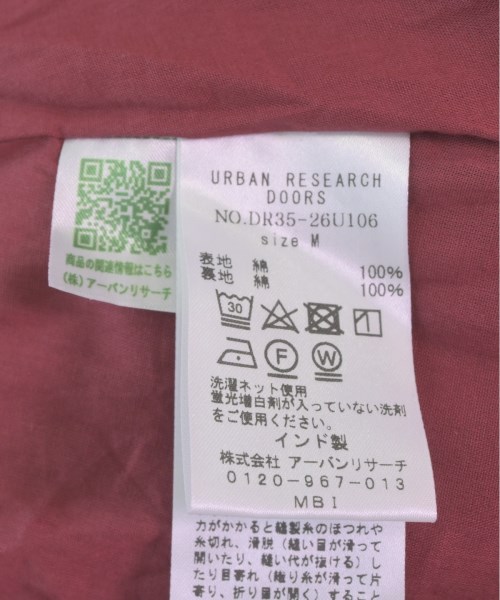 URBAN RESEARCH
DOORS
NO.DR35-26U106
size M
表地 綿 100%
裏地 綿 100%
30
F
W
洗濯ネット使用
蛍光増白剤が入っていない洗剤
をご使用ください。
インド製
株式会社 アーバンリサーチ
0120-967-013
MBI
商品の関連情報はこちら
(株)アーバンリサーチ
力がかかると縫製糸のほつれや
糸切れ、滑脱(縫い目が滑って
開いたり、縫い代が抜ける)し
たり目寄れ(織り糸が滑って片
寄り、折り目が開く)すること